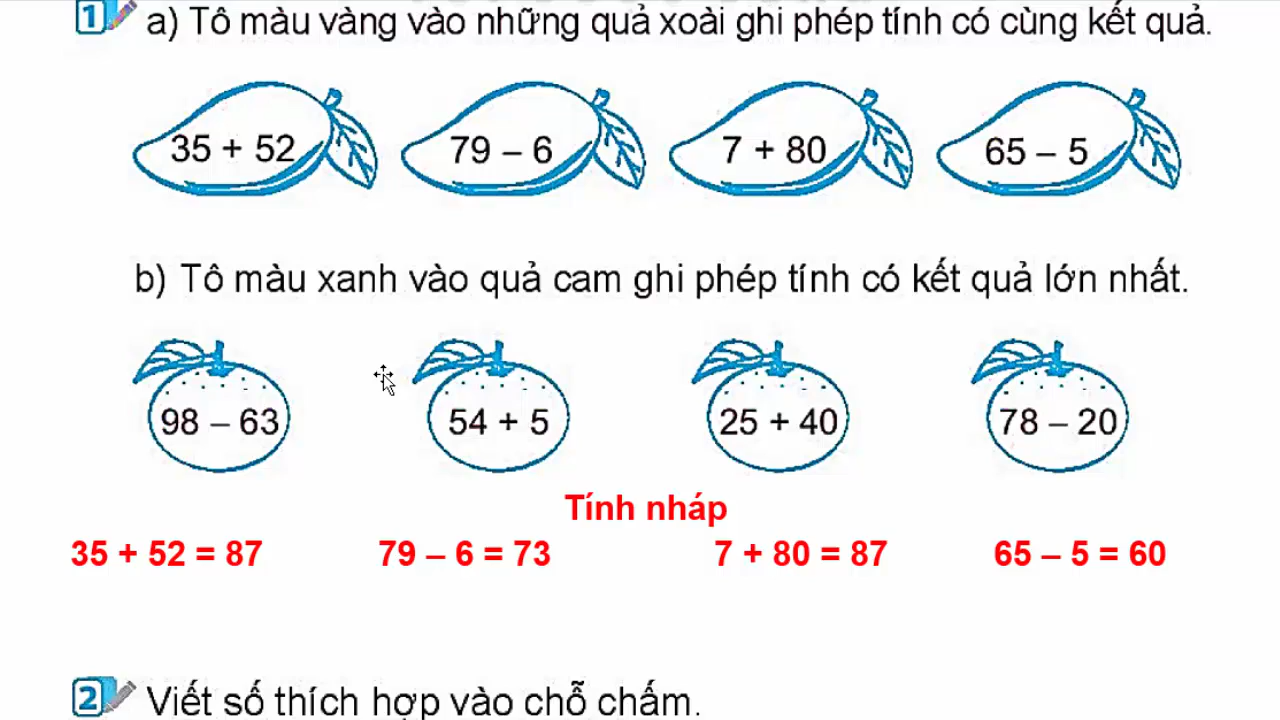 1 a) Tô màu vàng vào những quả xoài ghi phép tính có cùng kết quả.
35 + 52 79 – 6 7 + 80 65 – 5
b) Tô màu xanh vào quả cam ghi phép tính có kết quả lớn nhất.
98 – 63 54 + 5 25 + 40 78 – 20
Tính nháp
35 + 52 = 87 79 – 6 = 73 7 + 80 = 87 65 – 5 = 60
2 Viết số thích hợp vào chỗ chấm.